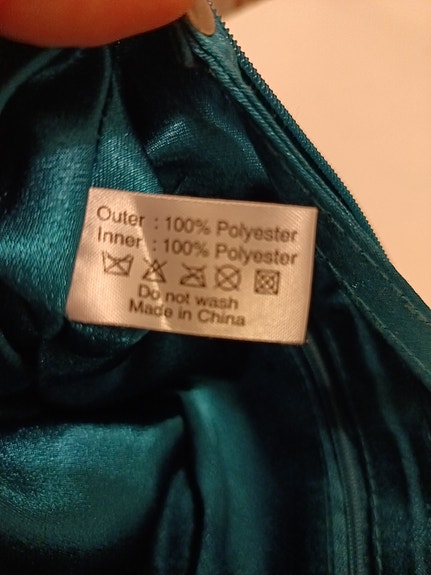 Outer : 100% Polyester
Inner : 100% Polyester
Do not wash
Made in China